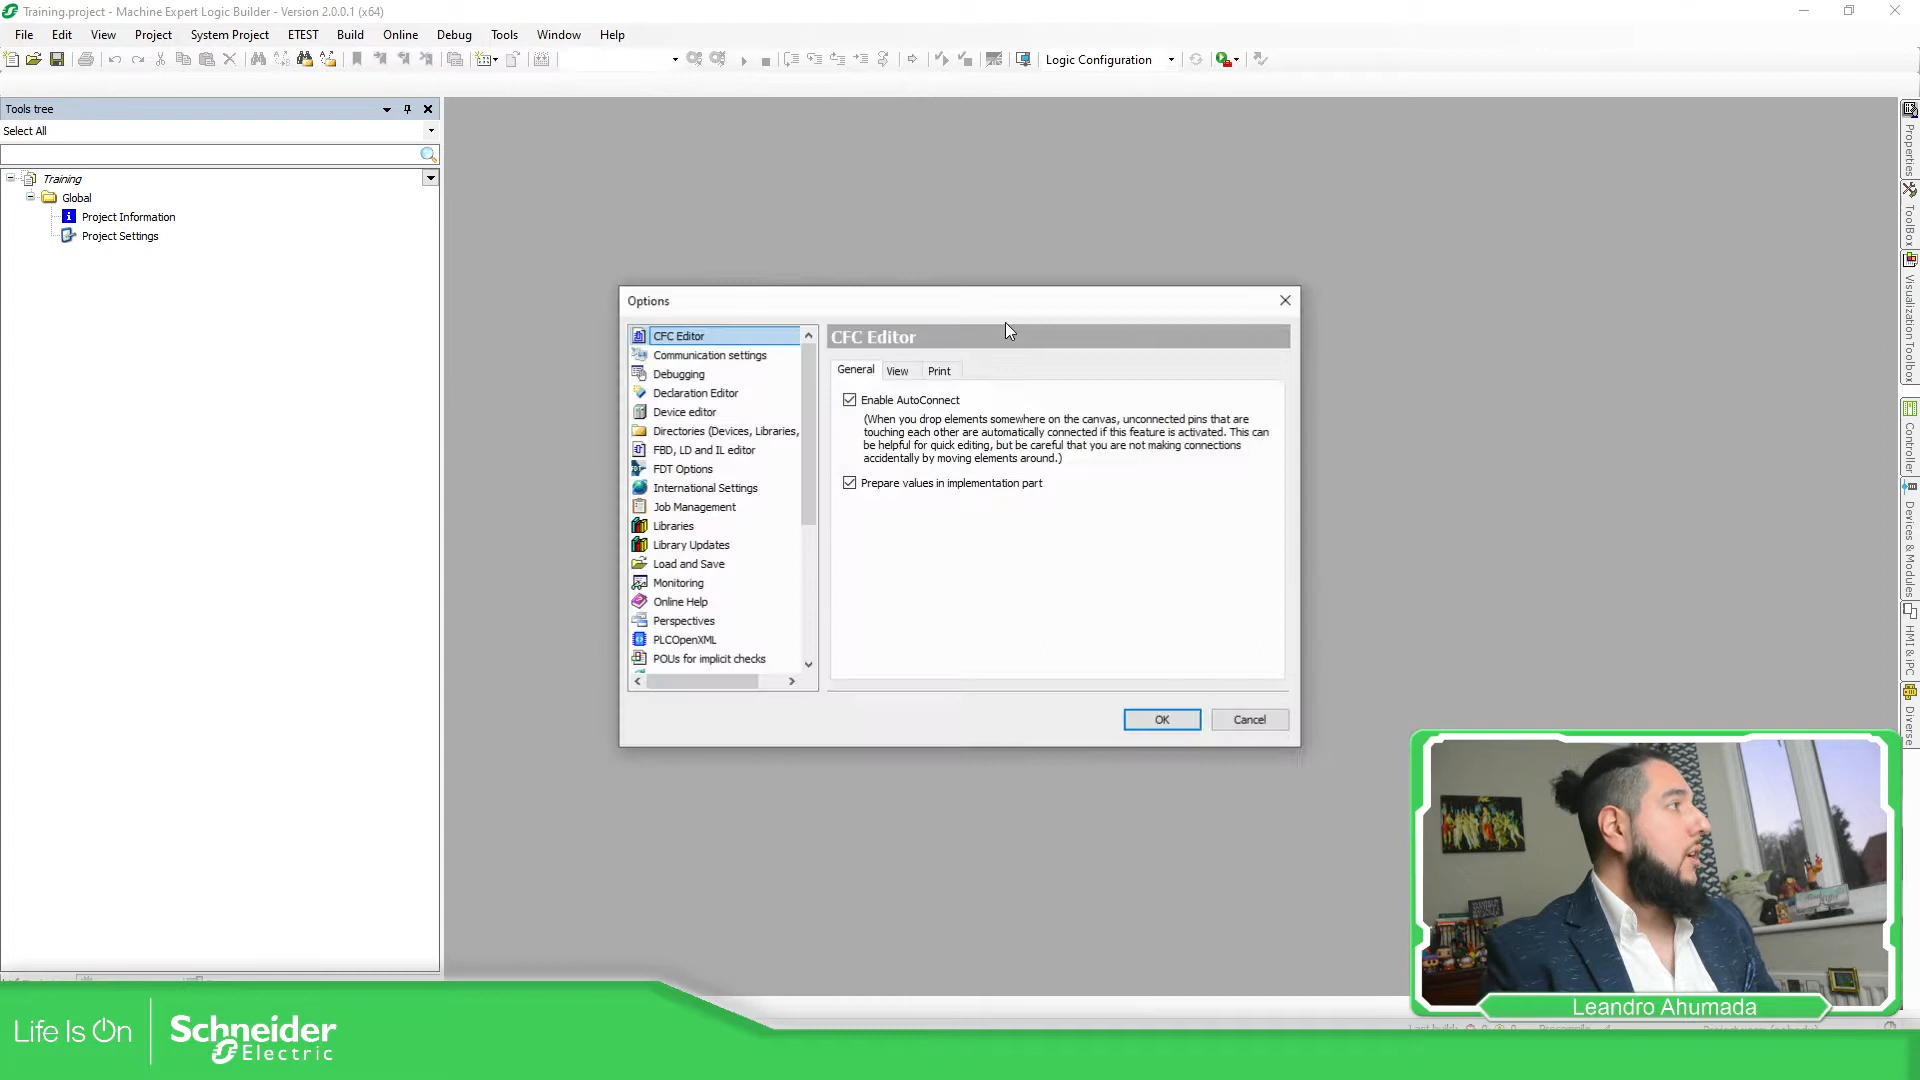 Training.project - Machine Expert Logic Builder - Version 2.0.0.1 (x64)
File Edit View Project System Project ETEST Build Online Debug Tools Window Help
Logic Configuration
Tools tree
Select All
Training
Global
Project Information
Project Settings
Options
CFC Editor
Communication settings
Debugging
Declaration Editor
Device editor
Directories (Devices, Libraries,
FBD, LD and IL editor
FDT Options
International Settings
Job Management
Libraries
Library Updates
Load and Save
Monitoring
Online Help
Perspectives
PLCOpenXML
POUs for implicit checks
CFC Editor
General View Print
Enable AutoConnect
(When you drop elements somewhere on the canvas, unconnected pins that are
touching each other are automatically connected if this feature is activated. This can
be helpful for quick editing, but be careful that you are not making connections
accidentally by moving elements around.)
Prepare values in implementation part
OK Cancel
Properties
ToolBox
Visualization Toolbox
Controller
Devices & Modules
HMI & iPC
Diverse
Leandro Ahumada
Life Is On
Schneider
Electric